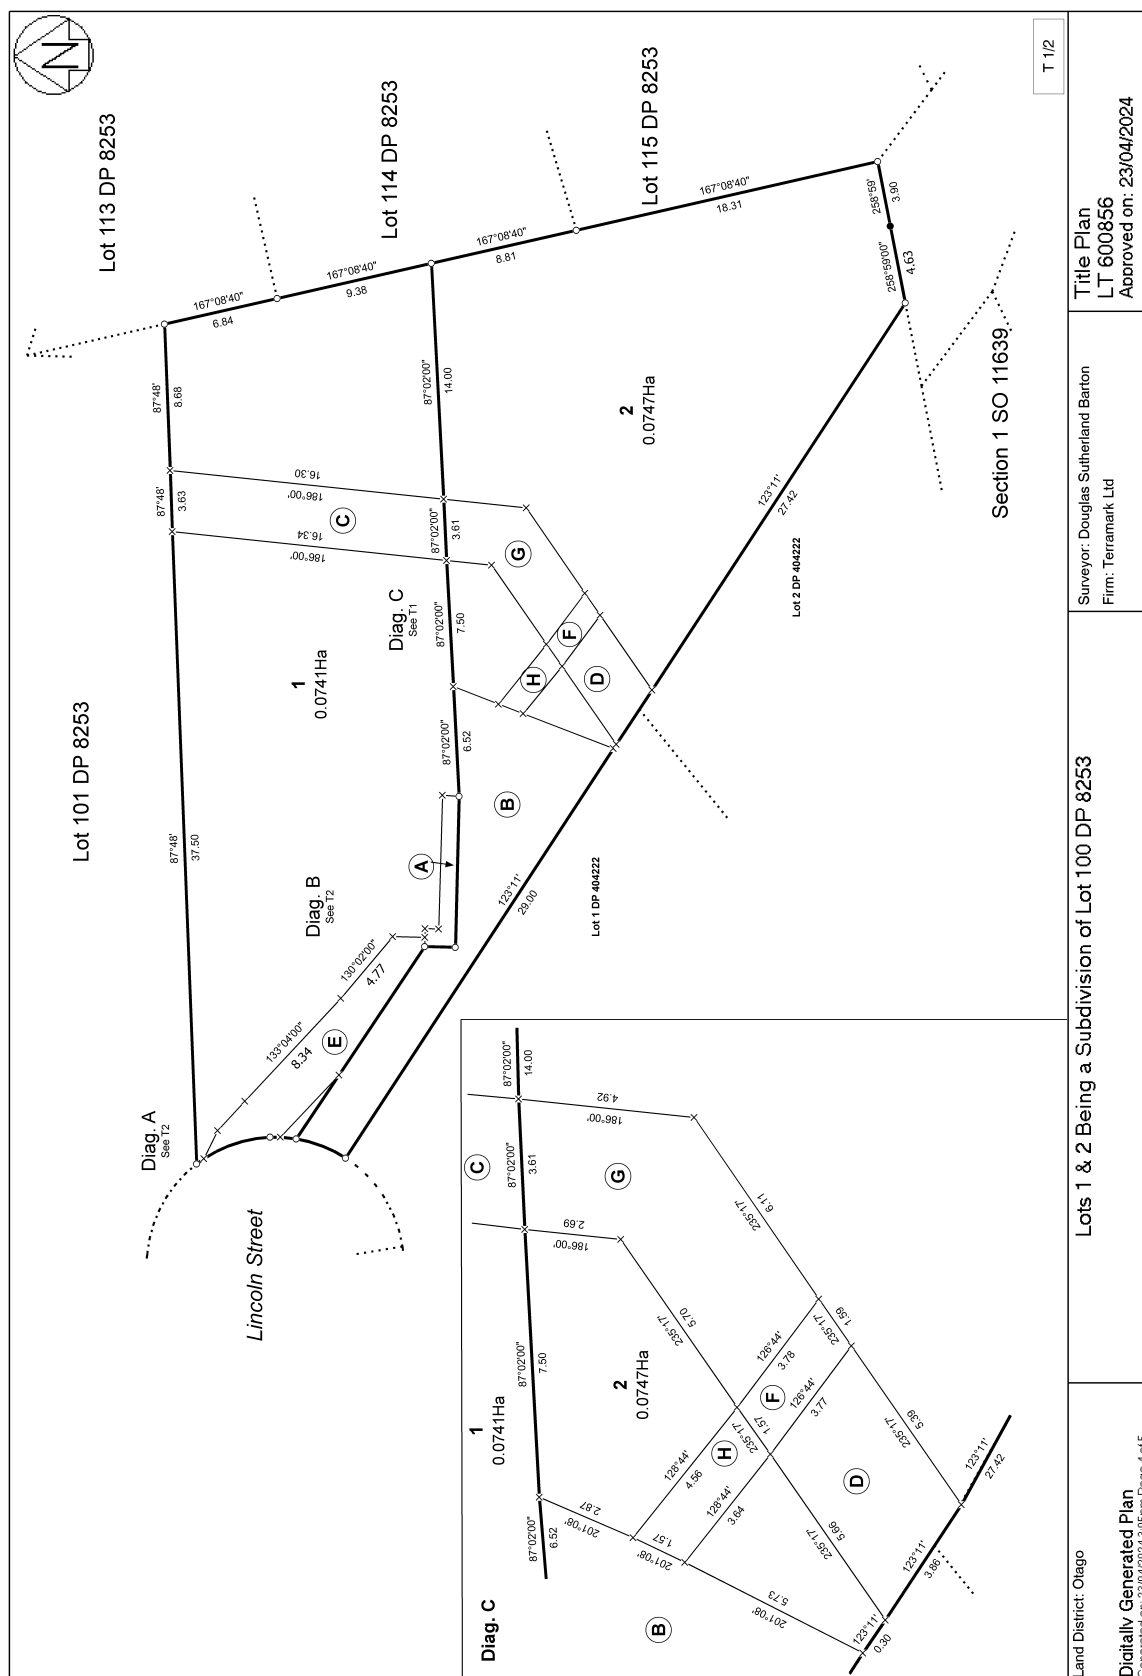 N
T 1/2
Lot 113 DP 8253
Lot 114 DP 8253
Lot 115 DP 8253
Lot 101 DP 8253
Section 1 SO 11639
Lot 2 DP 404222
Lot 1 DP 404222
Lincoln Street
Diag. A
See T2
Diag. B
See T2
Diag. C
See T1
1
0.0741Ha
2
0.0747Ha
87°48'
37.50
87°48'
3.63
87°48'
8.68
167°08'40"
6.84
167°08'40"
9.38
167°08'40"
8.81
167°08'40"
18.31
258°59'
3.90
258°59'00"
4.63
123°11'
27.42
123°11'
29.00
87°02'00"
6.52
87°02'00"
7.50
87°02'00"
3.61
87°02'00"
14.00
186°00'
16.34
186°00'
16.30
133°04'00"
8.34
130°02'00"
4.77
A
B
C
D
E
F
G
H
Diag. C
1
0.0741Ha
2
0.0747Ha
87°02'00"
6.52
87°02'00"
7.50
87°02'00"
3.61
87°02'00"
14.00
186°00'
2.69
186°00'
4.92
235°17'
5.70
235°17'
6.11
235°17'
1.59
235°17'
1.57
235°17'
5.39
235°17'
5.66
126°44'
3.78
126°44'
3.77
128°44'
4.56
128°44'
3.64
201°08'
2.87
201°08'
1.57
201°08'
5.73
123°11'
0.30
123°11'
3.86
123°11'
27.42
B
C
D
F
G
H
Land District: Otago
Digitally Generated Plan
Generated on: 23/04/2024 3:05pm Page 4 of 5
Lots 1 & 2 Being a Subdivision of Lot 100 DP 8253
Surveyor: Douglas Sutherland Barton
Firm: Terramark Ltd
Title Plan
LT 600856
Approved on: 23/04/2024